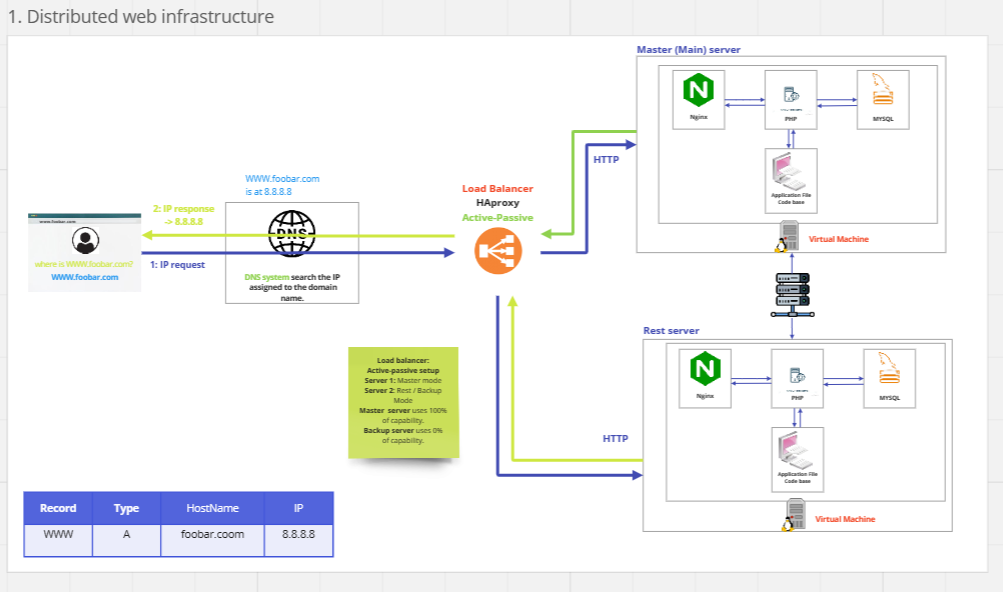 1. Distributed web infrastructure
Master (Main) server
Nginx
PHP
MYSQL
Application File
Code base
Virtual Machine
HTTP
WWW.foobar.com
is at 8.8.8.8
Load Balancer
HAproxy
Active-Passive
www.foobar.com
where is WWW.foobar.com?
WWW.foobar.com
2: IP response
-> 8.8.8.8
1: IP request
DNS
DNS system search the IP
assigned to the domain
name.
Rest server
Nginx
PHP
MYSQL
Application File
Code base
Virtual Machine
HTTP
Load balancer:
Active-passive setup
Server 1: Master mode
Server 2: Rest / Backup
Mode
Master server uses 100%
of capability.
Backup server uses 0%
of capability.
Record Type HostName IP
WWW A foobar.coom 8.8.8.8